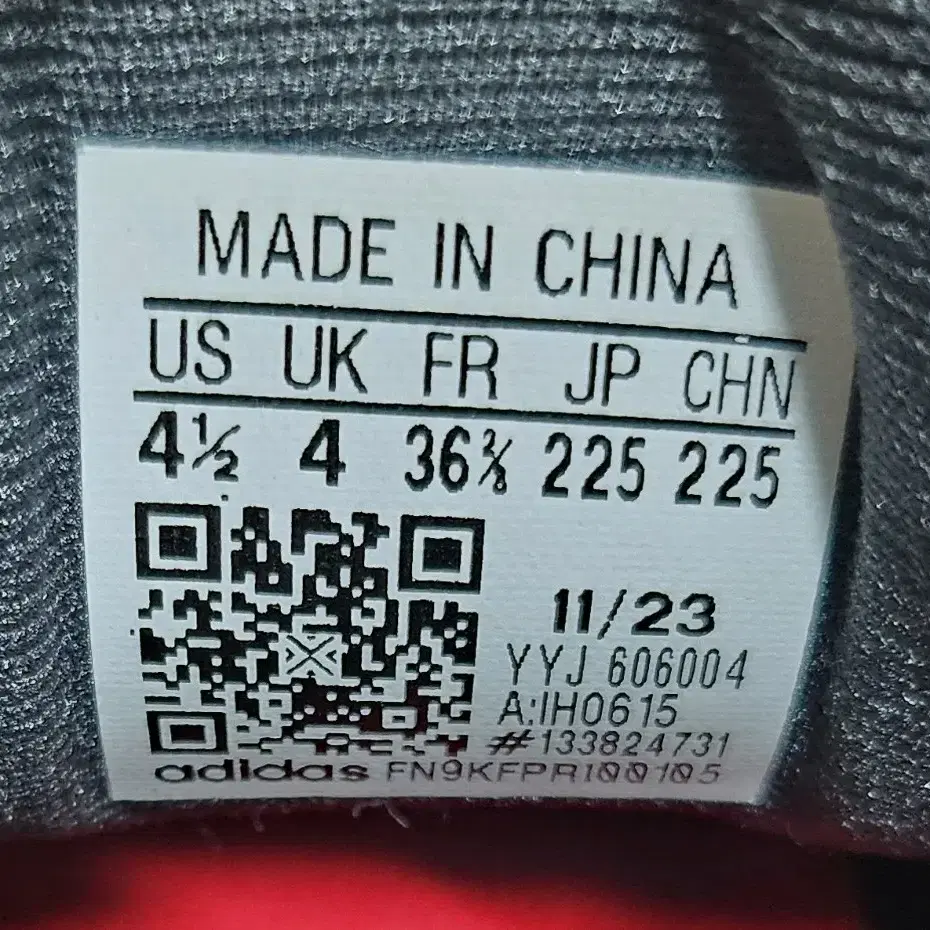 MADE IN CHINA
US UK FR JP CHN
4½ 4 36⅔ 225 225
11/23
YYJ 606004
A:IH0615
#133824731
adidas FN9KFPR100105